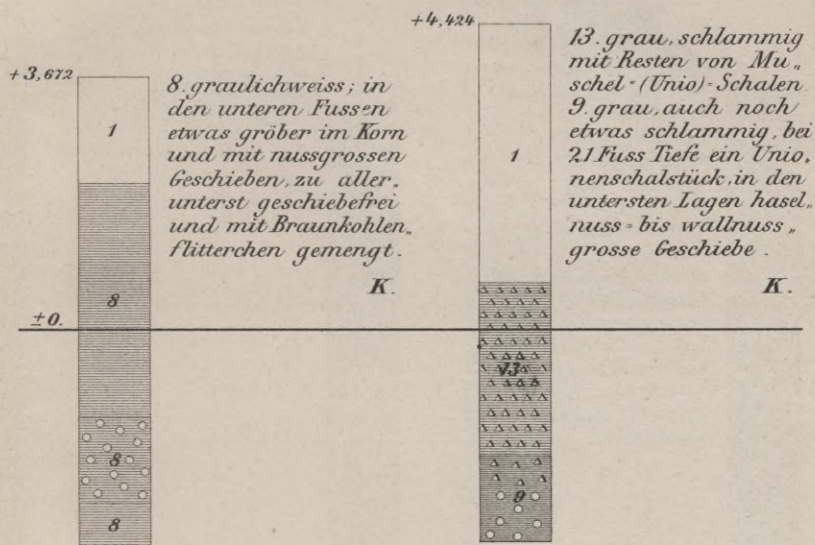 +3,672
1
8
8
8
8. graulichweiss; in
den unteren Fussen
etwas gröber im Korn
und mit nussgrossen
Geschieben, zu aller„
unterst geschiebefrei
und mit Braunkohlen„
flitterchen gemengt.
K.
±0.
+4,424
1
13
9
13. grau, schlammig
mit Resten von Mu„
schel=(Unio)=Schalen
9. grau, auch noch
etwas schlammig, bei
21 Fuss Tiefe ein Unio„
nenschalstück, in den
untersten Lagen hasel„
nuss= bis wallnuss„
grosse Geschiebe.
K.